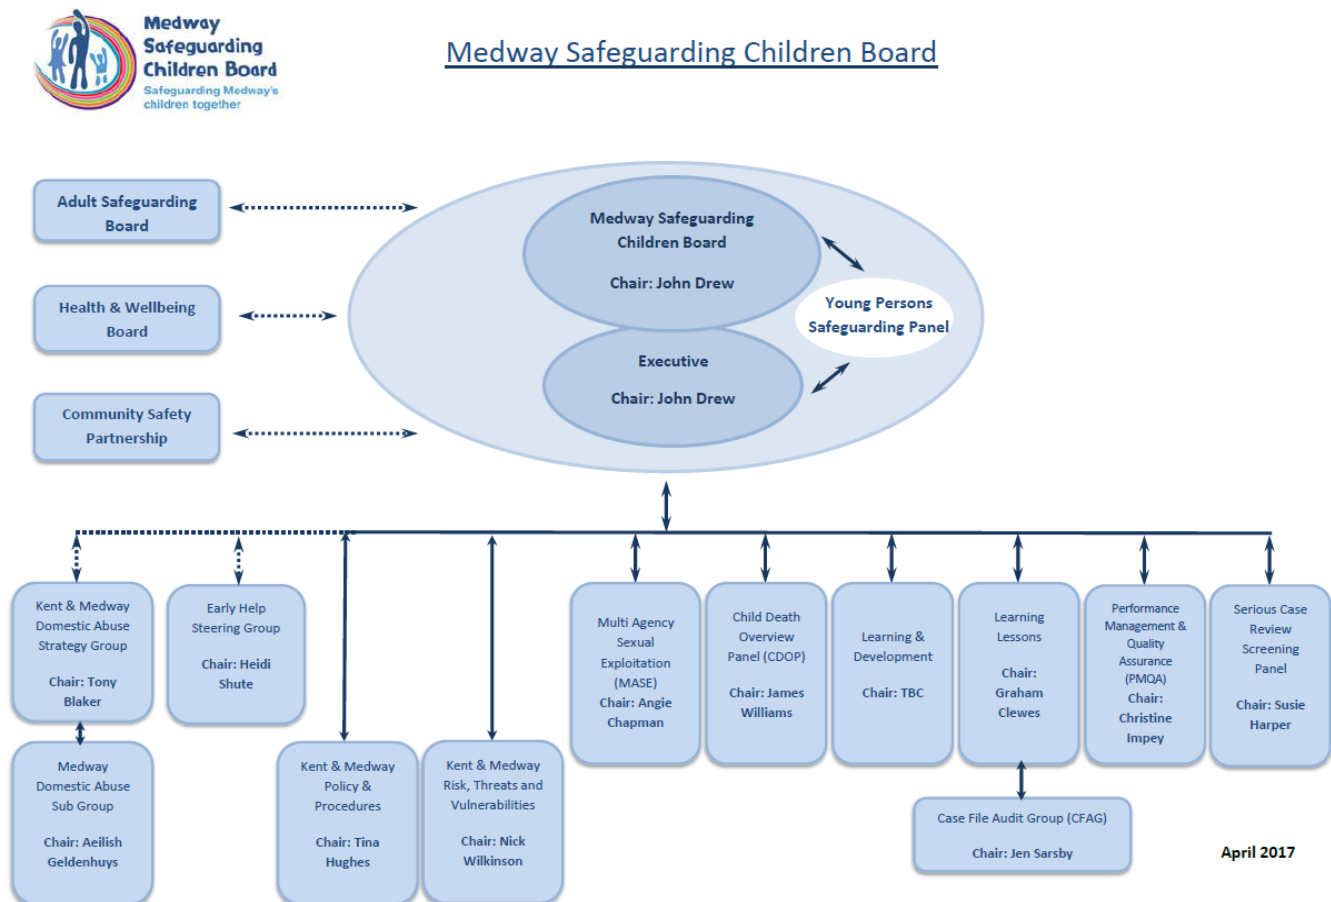 Medway
Safeguarding
Children Board
Safeguarding Medway's
children together
Medway Safeguarding Children Board
Adult Safeguarding
Board
Health & Wellbeing
Board
Community Safety
Partnership
Medway Safeguarding
Children Board
Chair: John Drew
Executive
Chair: John Drew
Young Persons
Safeguarding Panel
Kent & Medway
Domestic Abuse
Strategy Group
Chair: Tony
Blaker
Early Help
Steering Group
Chair: Heidi
Shute
Multi Agency
Sexual
Exploitation
(MASE)
Chair: Angie
Chapman
Child Death
Overview
Panel (CDOP)
Chair: James
Williams
Learning &
Development
Chair: TBC
Learning
Lessons
Chair:
Graham
Clewes
Performance
Management &
Quality
Assurance
(PMQA)
Chair:
Christine
Impey
Serious Case
Review
Screening
Panel
Chair: Susie
Harper
Medway
Domestic Abuse
Sub Group
Chair: Aeilish
Geldenhuys
Kent & Medway
Policy &
Procedures
Chair: Tina
Hughes
Kent & Medway
Risk, Threats and
Vulnerabilities
Chair: Nick
Wilkinson
Case File Audit Group (CFAG)
Chair: Jen Sarsby
April 2017